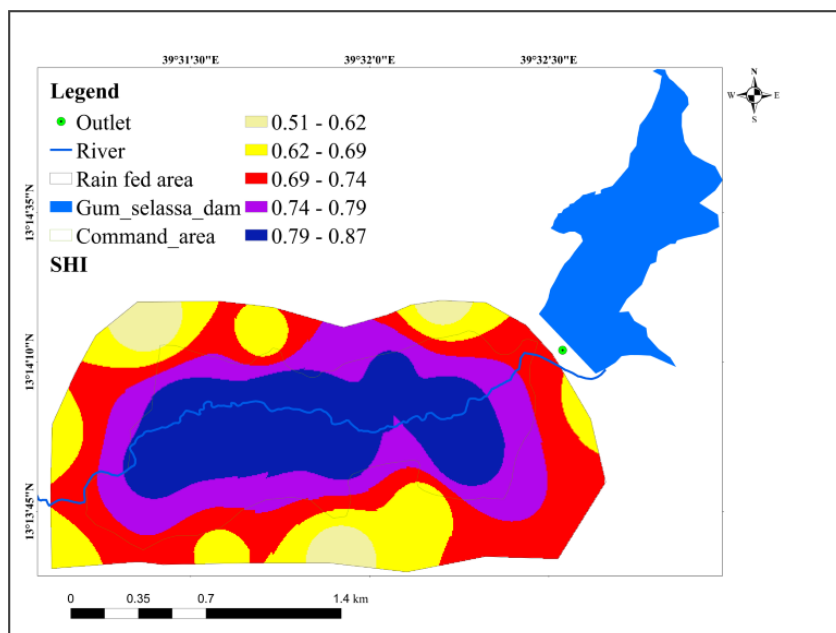 39°31'30"E 39°32'0"E 39°32'30"E
N
W E
S
Legend
Outlet
River
Rain fed area
Gum_selassa_dam
Command_area
SHI
0.51 - 0.62
0.62 - 0.69
0.69 - 0.74
0.74 - 0.79
0.79 - 0.87
13°14'35"N
13°14'10"N
13°13'45"N
0 0.35 0.7 1.4 km